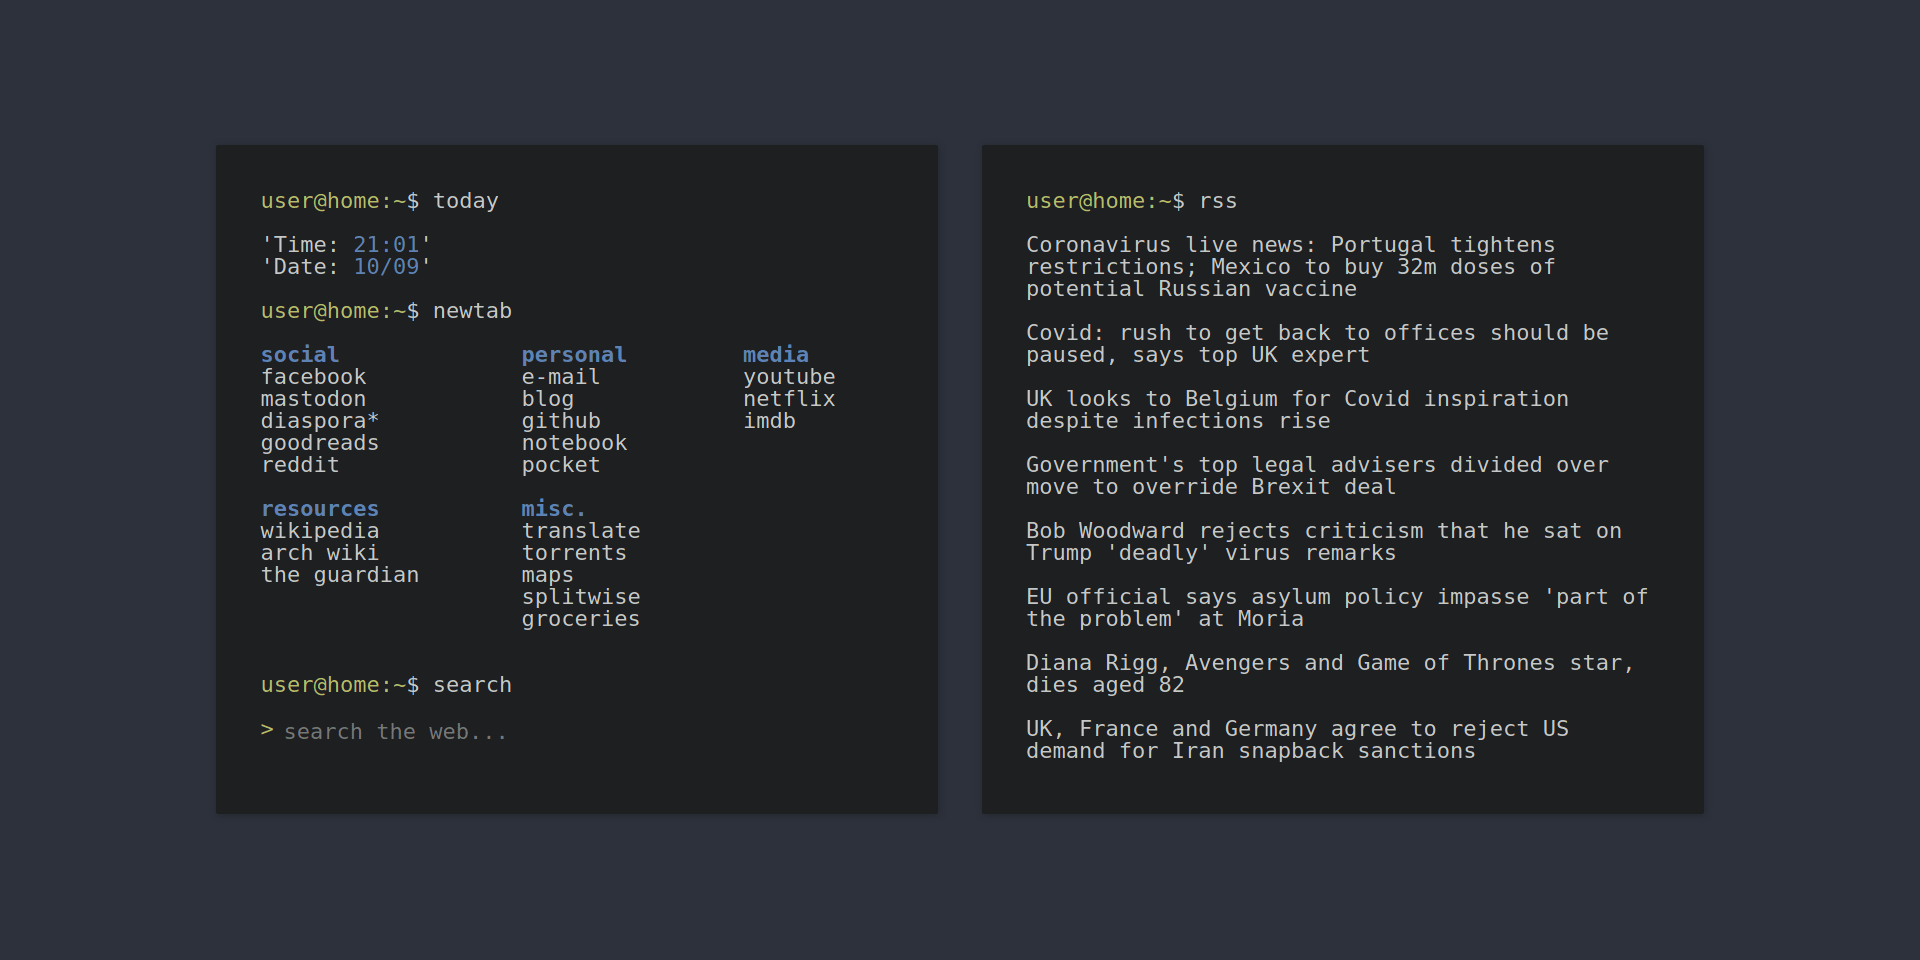 user@home:~$ today
'Time: 21:01'
'Date: 10/09'
user@home:~$ newtab
social personal media
facebook e-mail youtube
mastodon blog netflix
diaspora* github imdb
goodreads notebook
reddit pocket
resources misc.
wikipedia translate
arch wiki torrents
the guardian maps
splitwise
groceries
user@home:~$ search
> search the web...
user@home:~$ rss
Coronavirus live news: Portugal tightens
restrictions; Mexico to buy 32m doses of
potential Russian vaccine
Covid: rush to get back to offices should be
paused, says top UK expert
UK looks to Belgium for Covid inspiration
despite infections rise
Government's top legal advisers divided over
move to override Brexit deal
Bob Woodward rejects criticism that he sat on
Trump 'deadly' virus remarks
EU official says asylum policy impasse 'part of
the problem' at Moria
Diana Rigg, Avengers and Game of Thrones star,
dies aged 82
UK, France and Germany agree to reject US
demand for Iran snapback sanctions